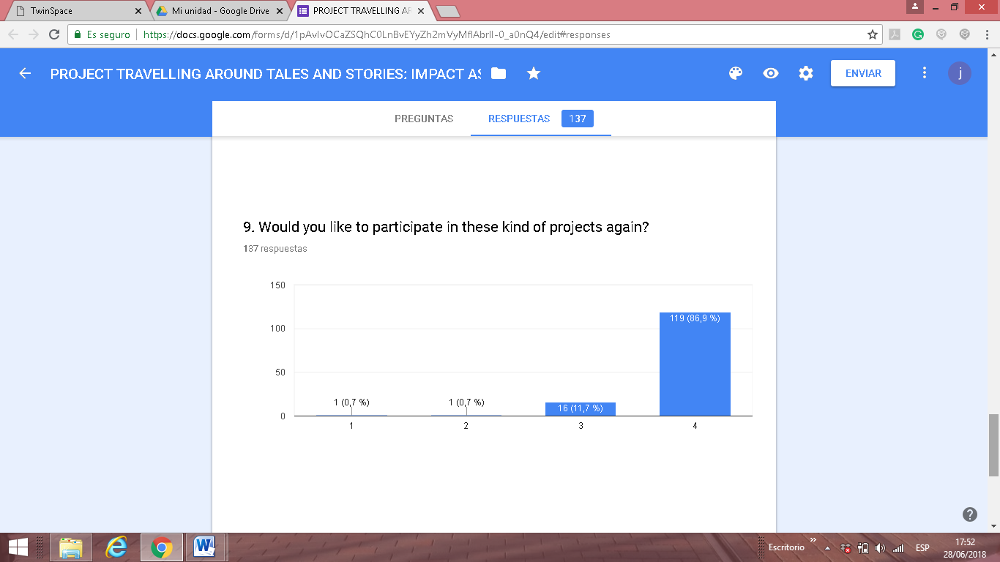 TwinSpace
Mi unidad - Google Drive
PROJECT TRAVELLING AR
Es seguro
https://docs.google.com/forms/d/1pAvIvOCaZSQhC0LnBvEYyZh2mVyMflAbrIl-0_a0nQ4/edit#responses
PROJECT TRAVELLING AROUND TALES AND STORIES: IMPACT AS
ENVIAR
j
PREGUNTAS
RESPUESTAS
137
9. Would you like to participate in these kind of projects again?
137 respuestas
150
100
50
0
1 (0,7 %)
1 (0,7 %)
16 (11,7 %)
119 (86,9 %)
1
2
3
4
Escritorio
ESP
17:52
28/06/2018